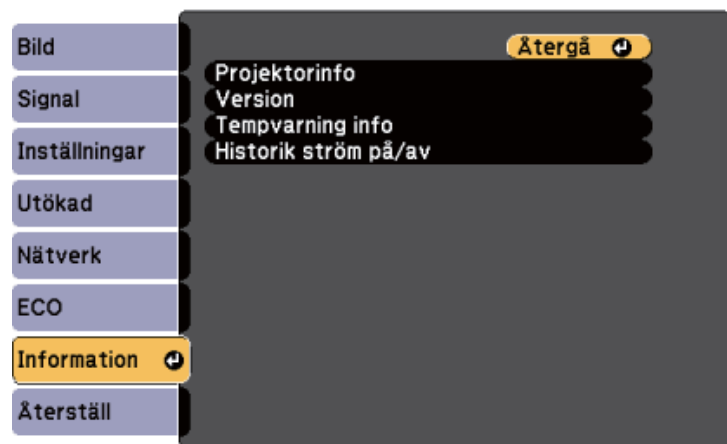 Bild
Signal
Inställningar
Utökad
Nätverk
ECO
Information
Återställ
Återgå
Projektorinfo
Version
Tempvarning info
Historik ström på/av